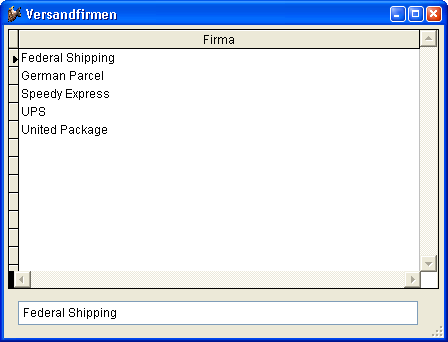 Versandfirmen
Firma
Federal Shipping
German Parcel
Speedy Express
UPS
United Package
Federal Shipping